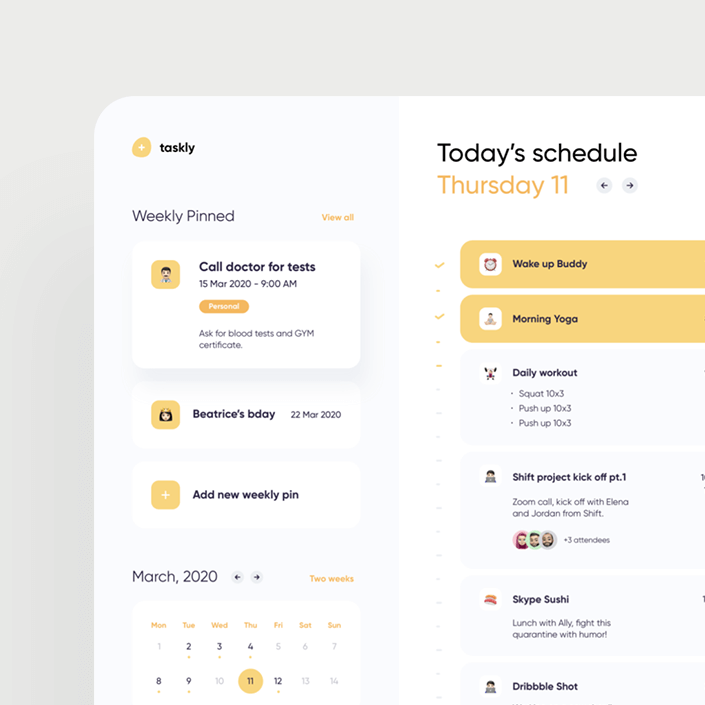 taskly
Weekly Pinned
View all
Call doctor for tests
15 Mar 2020 - 9:00 AM
Personal
Ask for blood tests and GYM
certificate.
Beatrice's bday
22 Mar 2020
Add new weekly pin
March, 2020
Two weeks
Mon Tue Wed Thu Fri Sat Sun
1 2 3 4 5 6 7
8 9 10 11 12 13 14
Today's schedule
Thursday 11
Wake up Buddy
Morning Yoga
Daily workout
· Squat 10x3
· Push up 10x3
· Push up 10x3
Shift project kick off pt.1
Zoom call, kick off with Elena
and Jordan from Shift.
+3 attendees
Skype Sushi
Lunch with Ally, fight this
quarantine with humor!
Dribbble Shot